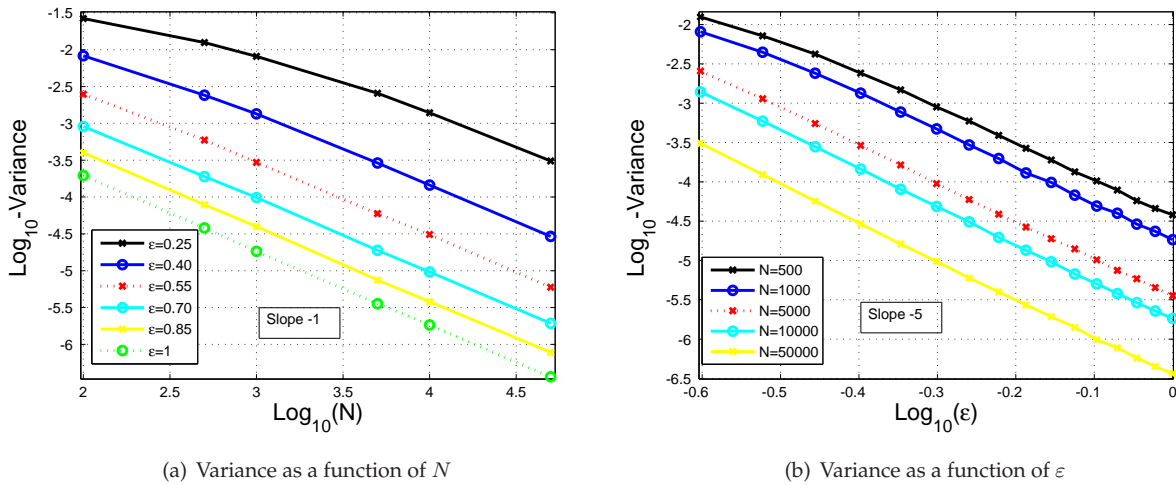 -1.5
-2
-2.5
-3
-3.5
-4
-4.5
-5
-5.5
-6
Log10-Variance
ε=0.25
ε=0.40
ε=0.55
ε=0.70
ε=0.85
ε=1
Slope -1
2 2.5 3 3.5 4 4.5
Log10(N)
(a) Variance as a function of N
-2
-2.5
-3
-3.5
-4
-4.5
-5
-5.5
-6
-6.5
Log10-Variance
N=500
N=1000
N=5000
N=10000
N=50000
Slope -5
-0.6 -0.5 -0.4 -0.3 -0.2 -0.1 0
Log10(ε)
(b) Variance as a function of ε